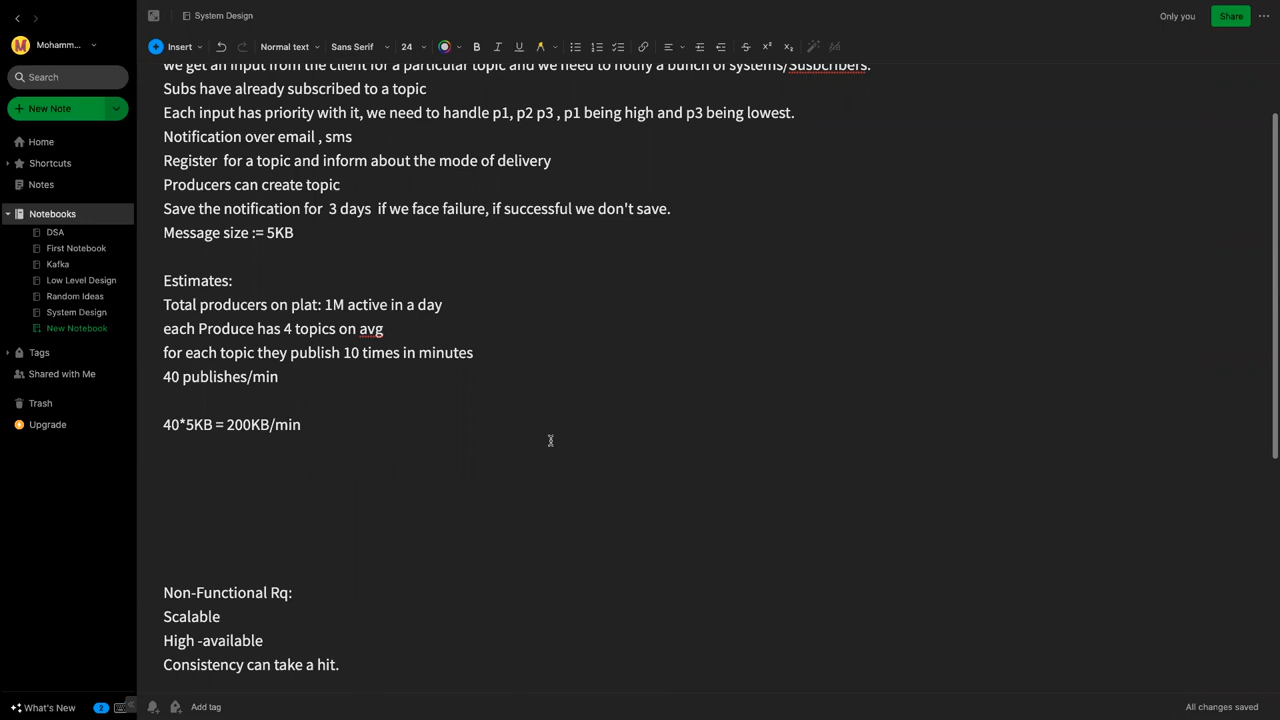 System Design
Only you
Share
M
Mohamm...
Insert
Normal text
Sans Serif
24
B
I
U
A
Search
New Note
Home
Shortcuts
Notes
Notebooks
DSA
First Notebook
Kafka
Low Level Design
Random Ideas
System Design
New Notebook
Tags
Shared with Me
Trash
Upgrade
What's New
2
we get an input from the client for a particular topic and we need to notify a bunch of systems/Susbcribers.
Subs have already subscribed to a topic
Each input has priority with it, we need to handle p1, p2 p3 , p1 being high and p3 being lowest.
Notification over email , sms
Register for a topic and inform about the mode of delivery
Producers can create topic
Save the notification for 3 days if we face failure, if successful we don't save.
Message size := 5KB
Estimates:
Total producers on plat: 1M active in a day
each Produce has 4 topics on avg
for each topic they publish 10 times in minutes
40 publishes/min
40*5KB = 200KB/min
Non-Functional Rq:
Scalable
High -available
Consistency can take a hit.
Add tag
All changes saved